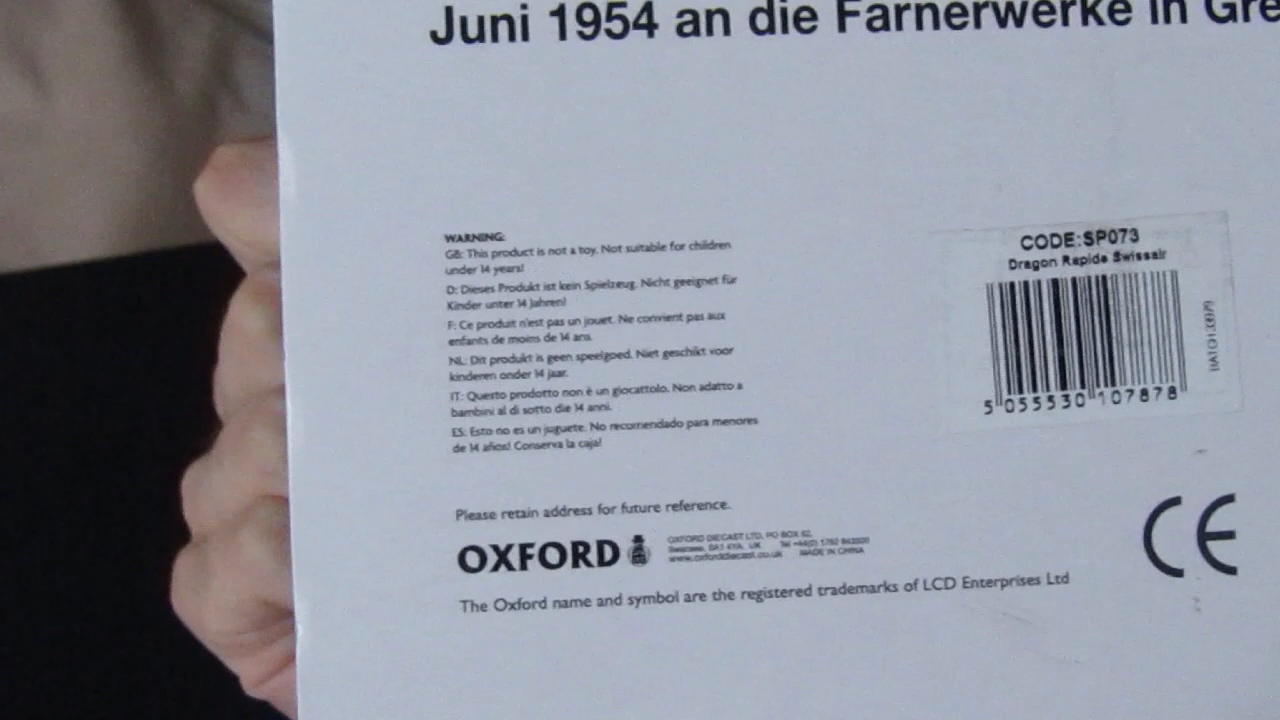 Juni 1954 an die Farnerwerke in Gre
WARNING:
GB: This product is not a toy. Not suitable for children
under 14 years!
D: Dieses Produkt ist kein Spielzeug. Nicht geeignet für
Kinder unter 14 Jahren!
F: Ce produit n'est pas un jouet. Ne convient pas aux
enfants de moins de 14 ans.
NL: Dit produkt is geen speelgoed. Niet geschikt voor
kinderen onder 14 jaar.
IT: Questo prodotto non è un giocattolo. Non adatto a
bambini al di sotto die 14 anni.
ES: Esto no es un juguete. No recomendado para menores
de 14 años! Conserva la caja!
CODE:SP073
Dragon Rapide Swissair
5 055530 107878
Please retain address for future reference.
OXFORD
OXFORD DIECAST LTD, PO BOX 62,
Swansea, SA1 4YA, UK Tel +44(0) 1792
www.oxforddiecast.co.uk MADE IN CHINA
The Oxford name and symbol are the registered trademarks of LCD Enterprises Ltd
CE